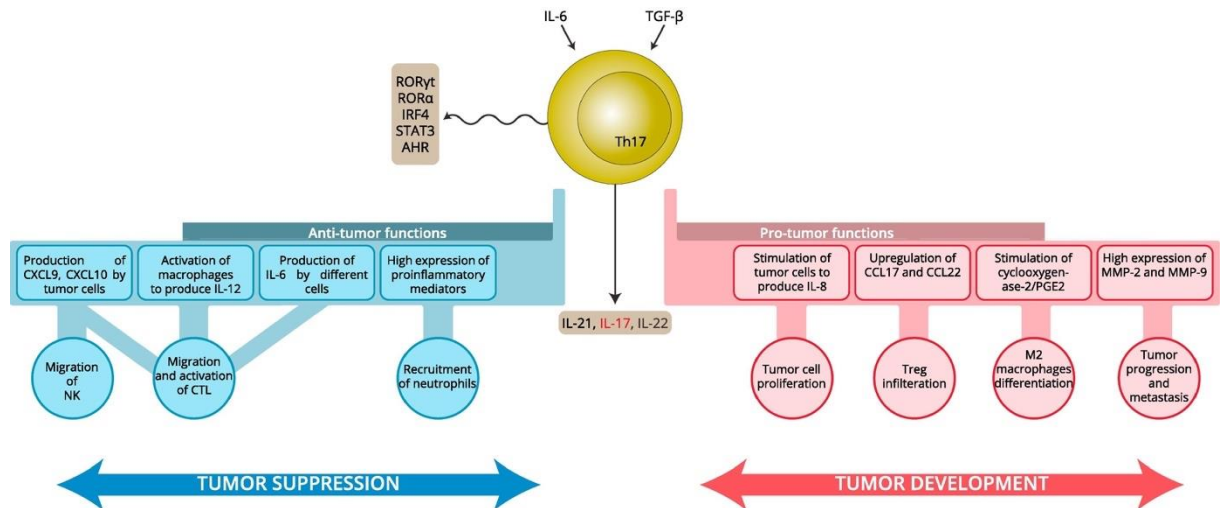 IL-6
TGF-β
RORγt
RORα
IRF4
STAT3
AHR
Th17
Anti-tumor functions
Production of
CXCL9, CXCL10 by
tumor cells
Activation of
macrophages
to produce IL-12
Production of
IL-6 by different
cells
High expression of
proinflammatory
mediators
Migration
of
NK
Migration
and activation
of CTL
Recruitment
of neutrophils
IL-21, IL-17, IL-22
Pro-tumor functions
Stimulation of
tumor cells to
produce IL-8
Upregulation of
CCL17 and CCL22
Stimulation of
cyclooxygen-
ase-2/PGE2
High expression of
MMP-2 and MMP-9
Tumor cell
proliferation
Treg
infilteration
M2
macrophages
differentiation
Tumor
progression
and
metastasis
TUMOR SUPPRESSION
TUMOR DEVELOPMENT